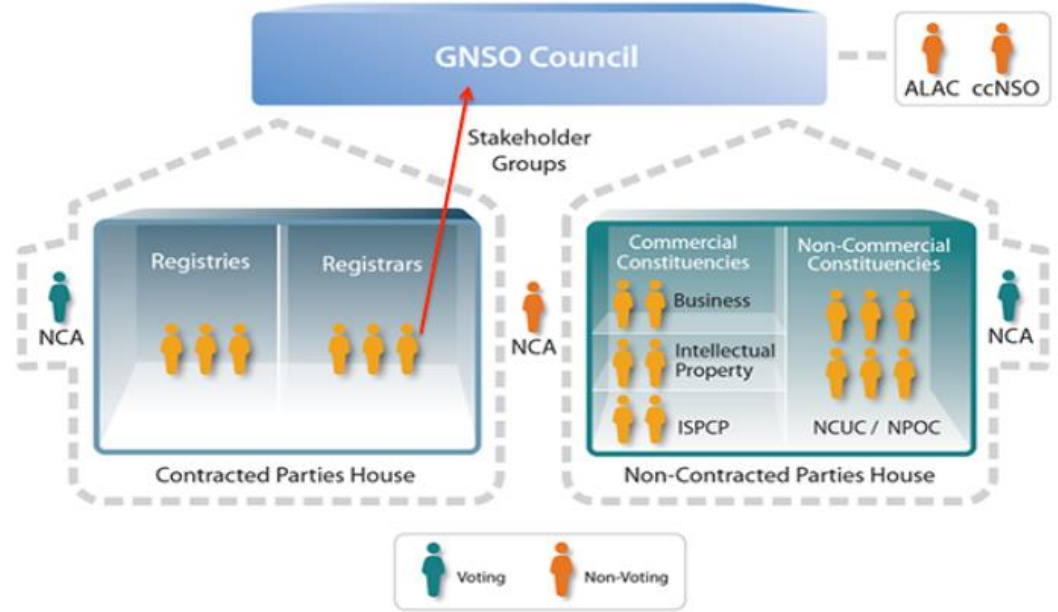 GNSO Council
ALAC ccNSO
Stakeholder
Groups
Registries
Registrars
NCA
NCA
Commercial
Constituencies
Business
Intellectual
Property
ISPCP
Non-Commercial
Constituencies
NCUC / NPOC
NCA
Contracted Parties House
Non-Contracted Parties House
Voting
Non-Voting